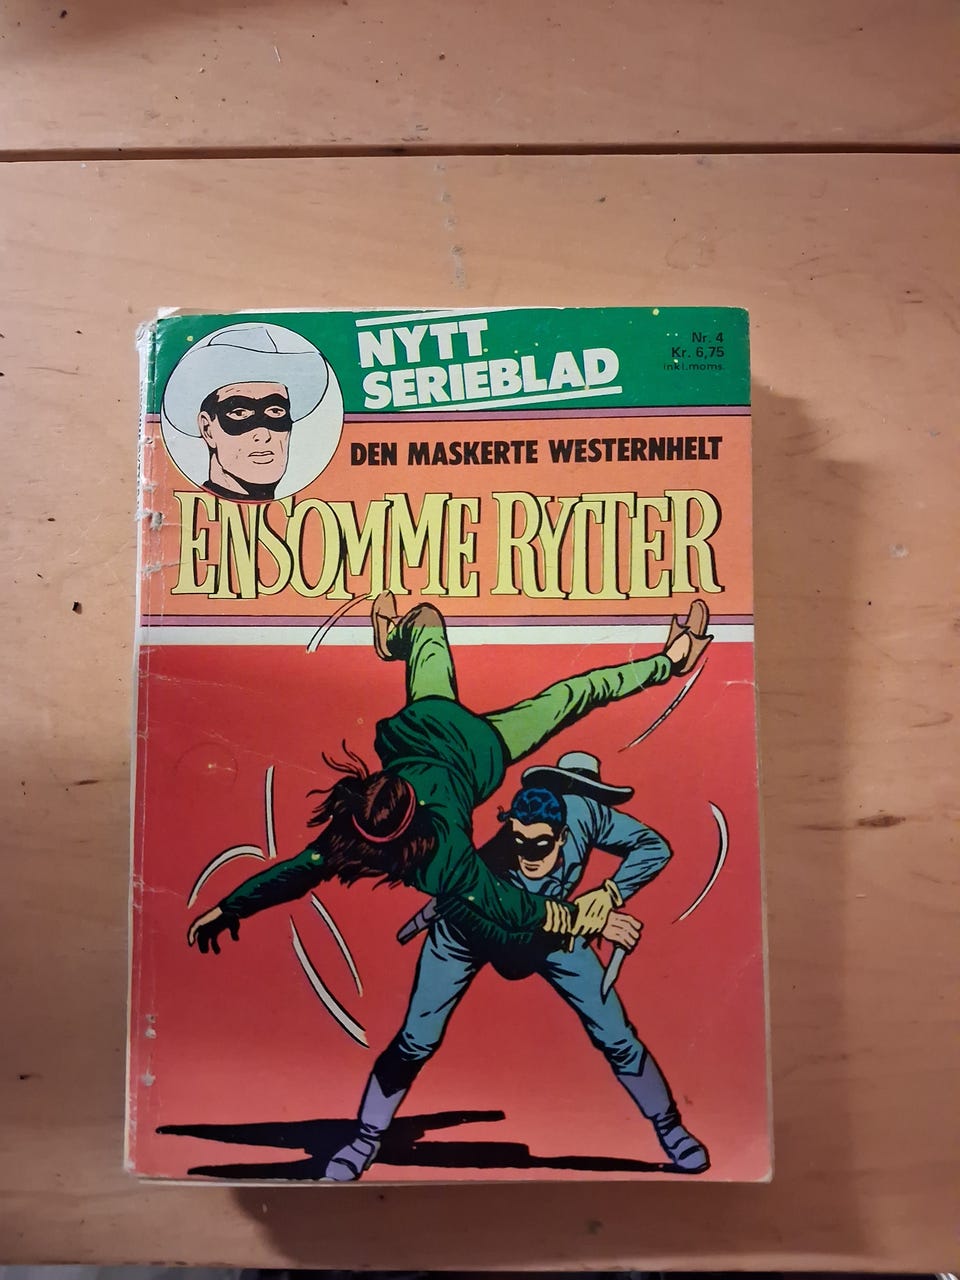 NYTT
SERIEBLAD
Nr. 4
Kr. 6,75
inkl.moms.
DEN MASKERTE WESTERNHELT
ENSOMME RYTTER